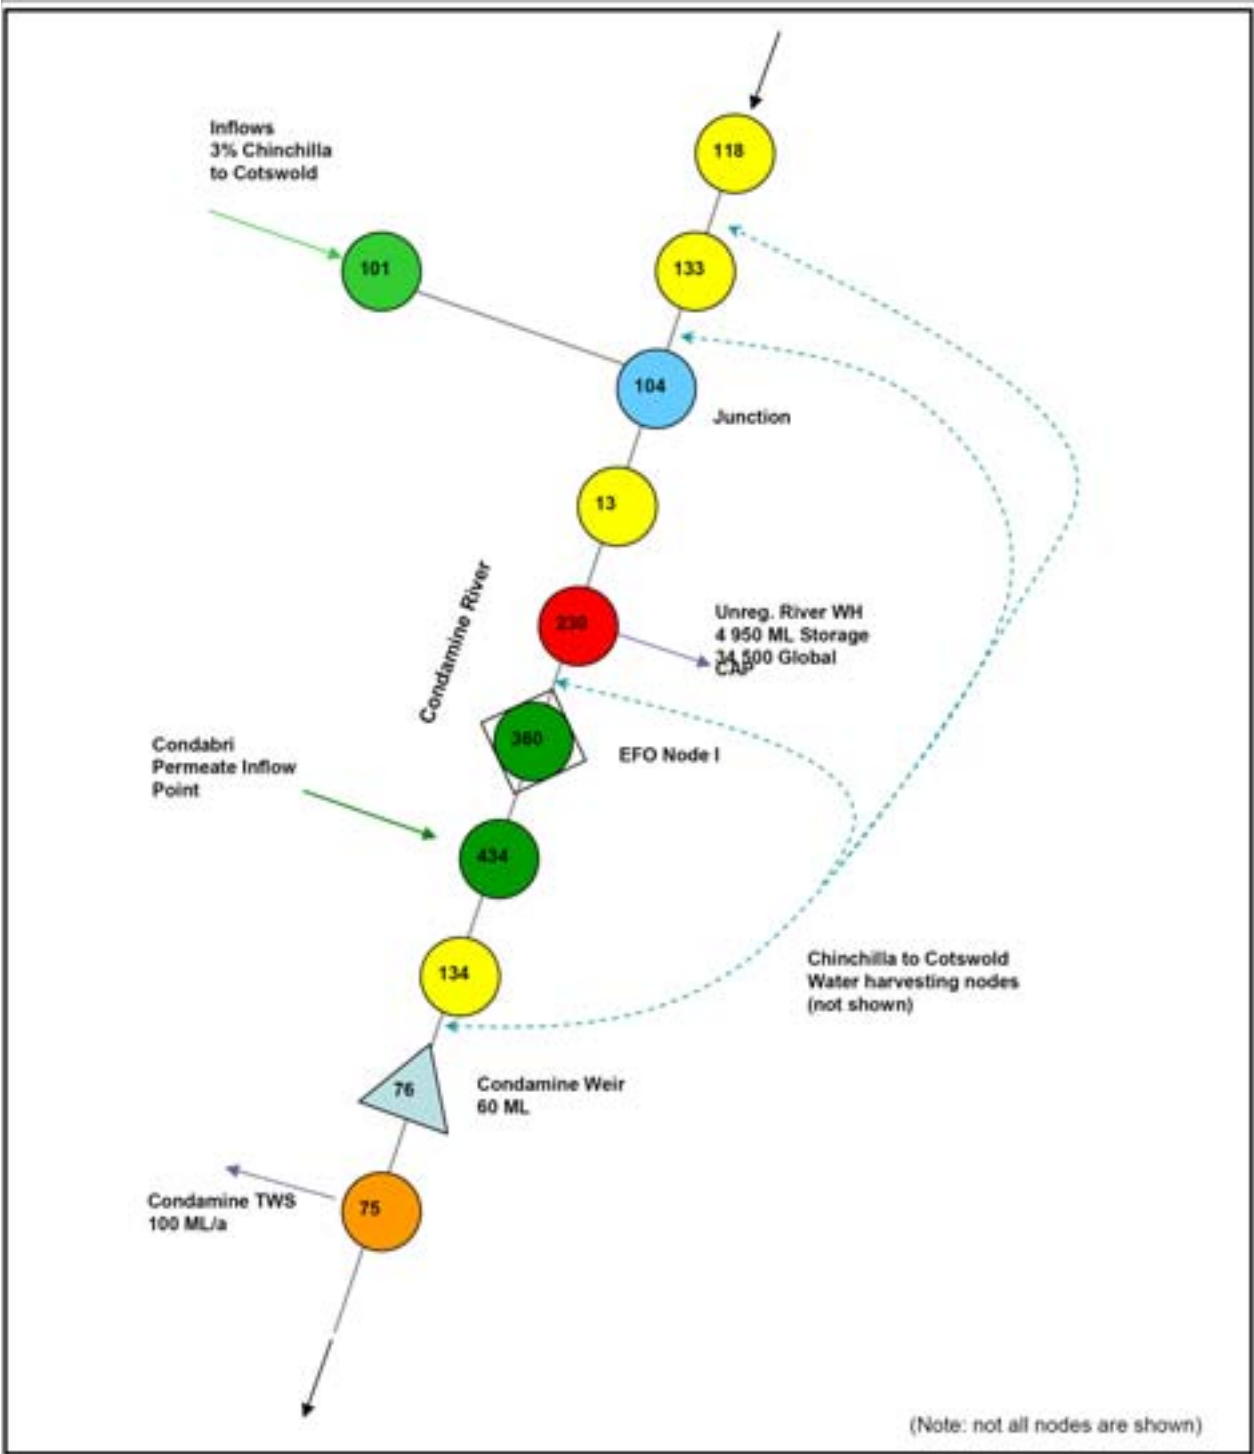 Inflows
3% Chinchilla
to Cotswold
118
101
133
104
Junction
13
Condamine River
230
Unreg. River WH
4 950 ML Storage
34 500 Global
CAP
360
EFO Node I
Condabri
Permeate Inflow
Point
434
134
Chinchilla to Cotswold
Water harvesting nodes
(not shown)
76
Condamine Weir
60 ML
Condamine TWS
100 ML/a
75
(Note: not all nodes are shown)